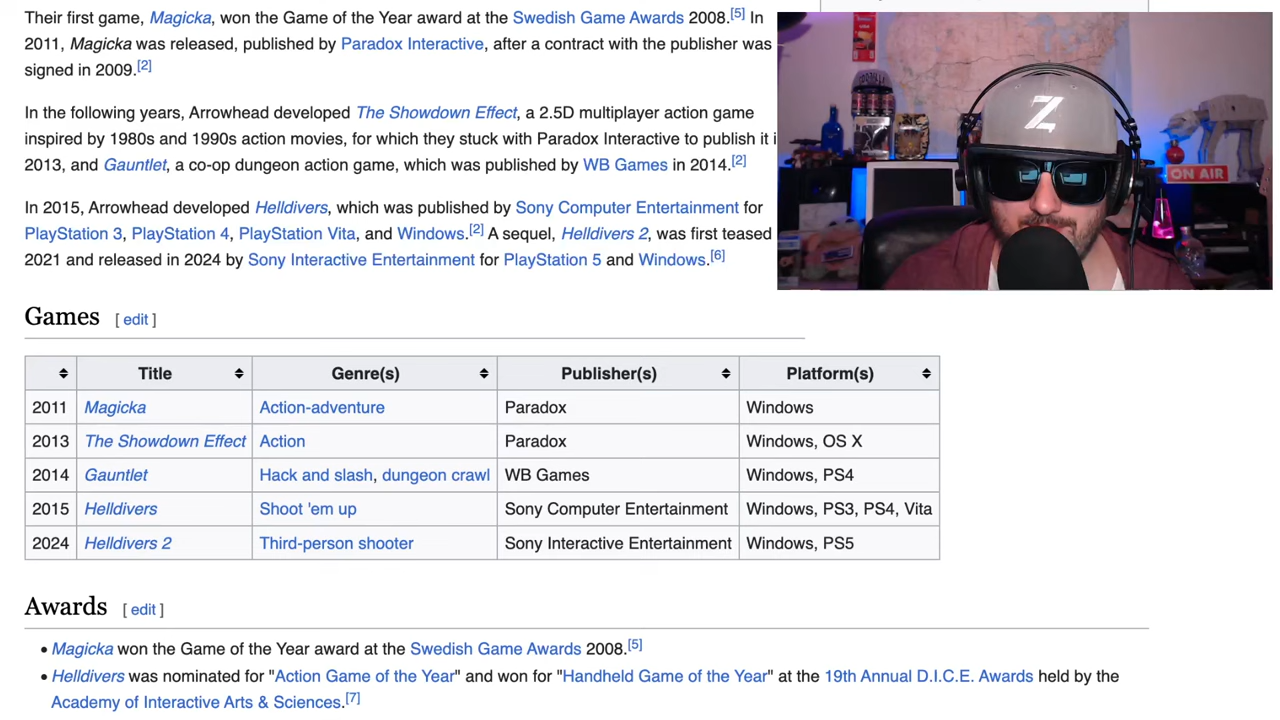 Their first game, Magicka, won the Game of the Year award at the Swedish Game Awards 2008.[5] In
2011, Magicka was released, published by Paradox Interactive, after a contract with the publisher was
signed in 2009.[2]
In the following years, Arrowhead developed The Showdown Effect, a 2.5D multiplayer action game
inspired by 1980s and 1990s action movies, for which they stuck with Paradox Interactive to publish it i
2013, and Gauntlet, a co-op dungeon action game, which was published by WB Games in 2014.[2]
In 2015, Arrowhead developed Helldivers, which was published by Sony Computer Entertainment for
PlayStation 3, PlayStation 4, PlayStation Vita, and Windows.[2] A sequel, Helldivers 2, was first teased
2021 and released in 2024 by Sony Interactive Entertainment for PlayStation 5 and Windows.[6]
Z
ON AIR
Games [ edit ]
Title Genre(s) Publisher(s) Platform(s)
2011 Magicka Action-adventure Paradox Windows
2013 The Showdown Effect Action Paradox Windows, OS X
2014 Gauntlet Hack and slash, dungeon crawl WB Games Windows, PS4
2015 Helldivers Shoot 'em up Sony Computer Entertainment Windows, PS3, PS4, Vita
2024 Helldivers 2 Third-person shooter Sony Interactive Entertainment Windows, PS5
Awards [ edit ]
• Magicka won the Game of the Year award at the Swedish Game Awards 2008.[5]
• Helldivers was nominated for "Action Game of the Year" and won for "Handheld Game of the Year" at the 19th Annual D.I.C.E. Awards held by the
Academy of Interactive Arts & Sciences.[7]